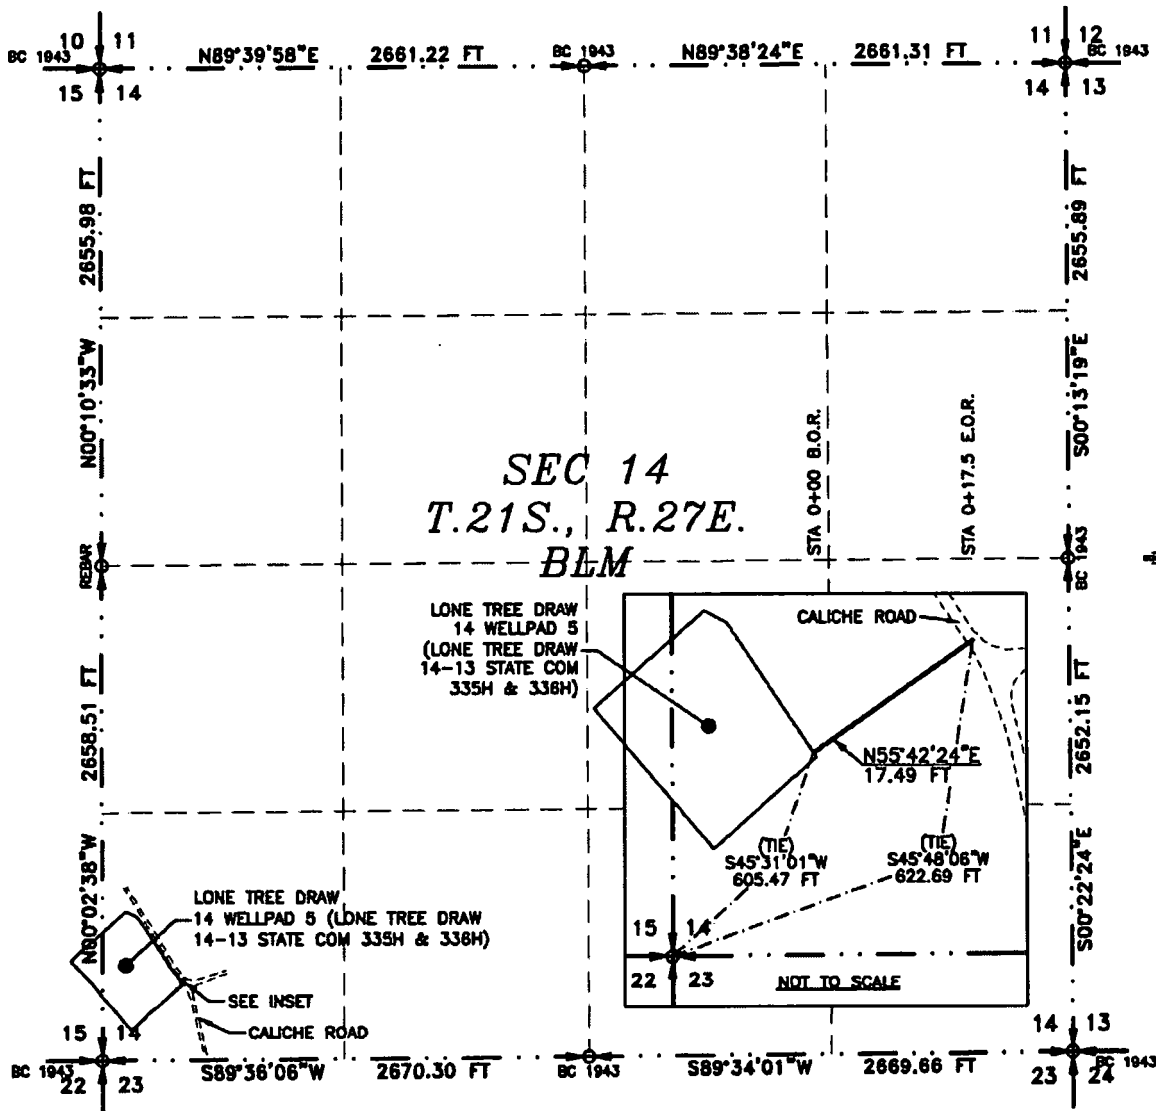 10 11
BC 1943
15 14
N89°39'58"E 2661.22 FT
BC 1943
N89°38'24"E 2661.31 FT
11 12
BC 1943
14 13
2655.98 FT
N00°10'33"W
2655.89 FT
S00°13'19"E
SEC 14
T.21S., R.27E.
BLM
STA 0+00 B.O.R.
STA 0+17.5 E.O.R.
REBAR
BC 1943
LONE TREE DRAW
14 WELLPAD 5
(LONE TREE DRAW
14-13 STATE COM
335H & 336H)
CALICHE ROAD
N55°42'24"E
17.49 FT
(TIE)
S45°31'01"W
605.47 FT
(TIE)
S45°48'06"W
622.69 FT
15 14
22 23
NOT TO SCALE
2658.51 FT
N00°02'38"W
2652.15 FT
S00°22'24"E
LONE TREE DRAW
14 WELLPAD 5 (LONE TREE DRAW
14-13 STATE COM 335H & 336H)
SEE INSET
CALICHE ROAD
15 14
BC 1943
22 23
S89°36'06"W 2670.30 FT
BC 1943
S89°34'01"W 2669.66 FT
14 13
BC 1943
23 24